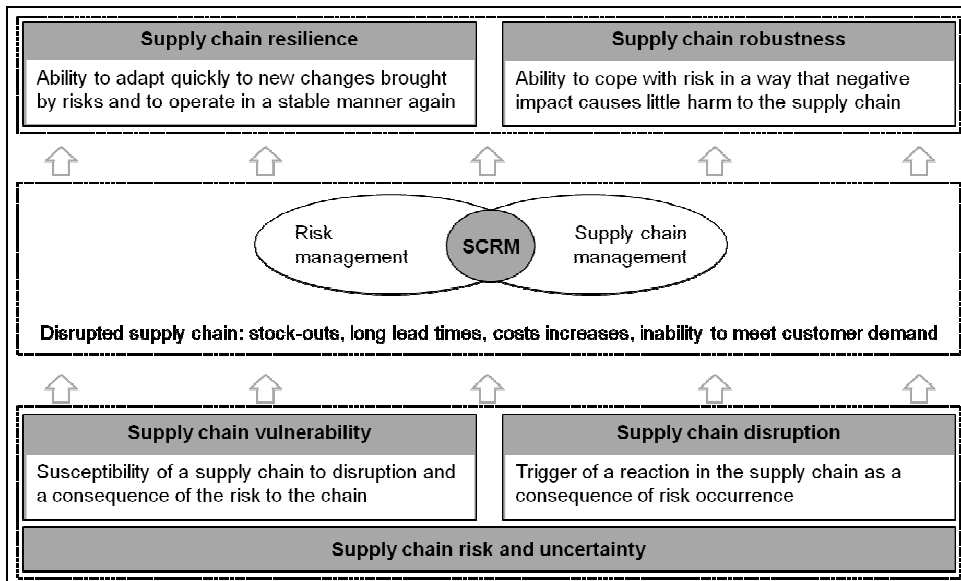 Supply chain resilience
Ability to adapt quickly to new changes brought
by risks and to operate in a stable manner again
Supply chain robustness
Ability to cope with risk in a way that negative
impact causes little harm to the supply chain
Risk
management
SCRM
Supply chain
management
Disrupted supply chain: stock-outs, long lead times, costs increases, inability to meet customer demand
Supply chain vulnerability
Susceptibility of a supply chain to disruption and
a consequence of the risk to the chain
Supply chain disruption
Trigger of a reaction in the supply chain as a
consequence of risk occurrence
Supply chain risk and uncertainty